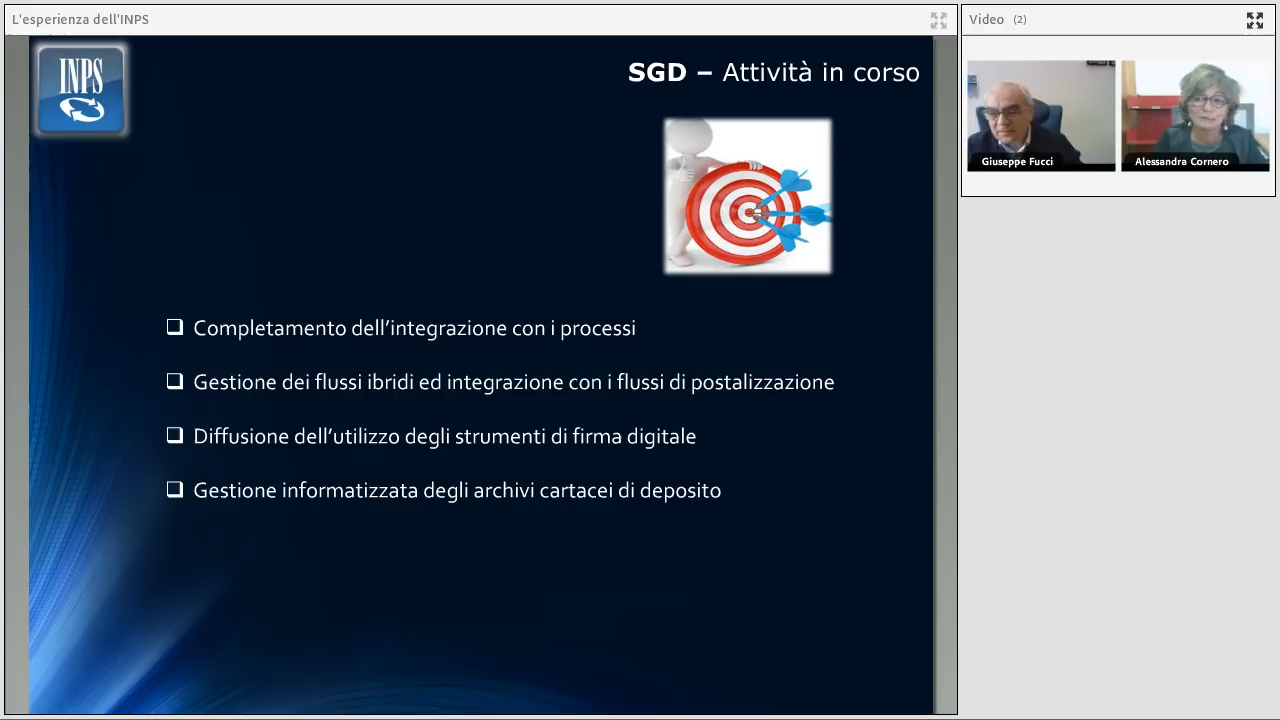 L'esperienza dell'INPS
Video (2)
INPS
SGD – Attività in corso
Giuseppe Fucci
Alessandra Cornero
❑ Completamento dell’integrazione con i processi
❑ Gestione dei flussi ibridi ed integrazione con i flussi di postalizzazione
❑ Diffusione dell’utilizzo degli strumenti di firma digitale
❑ Gestione informatizzata degli archivi cartacei di deposito